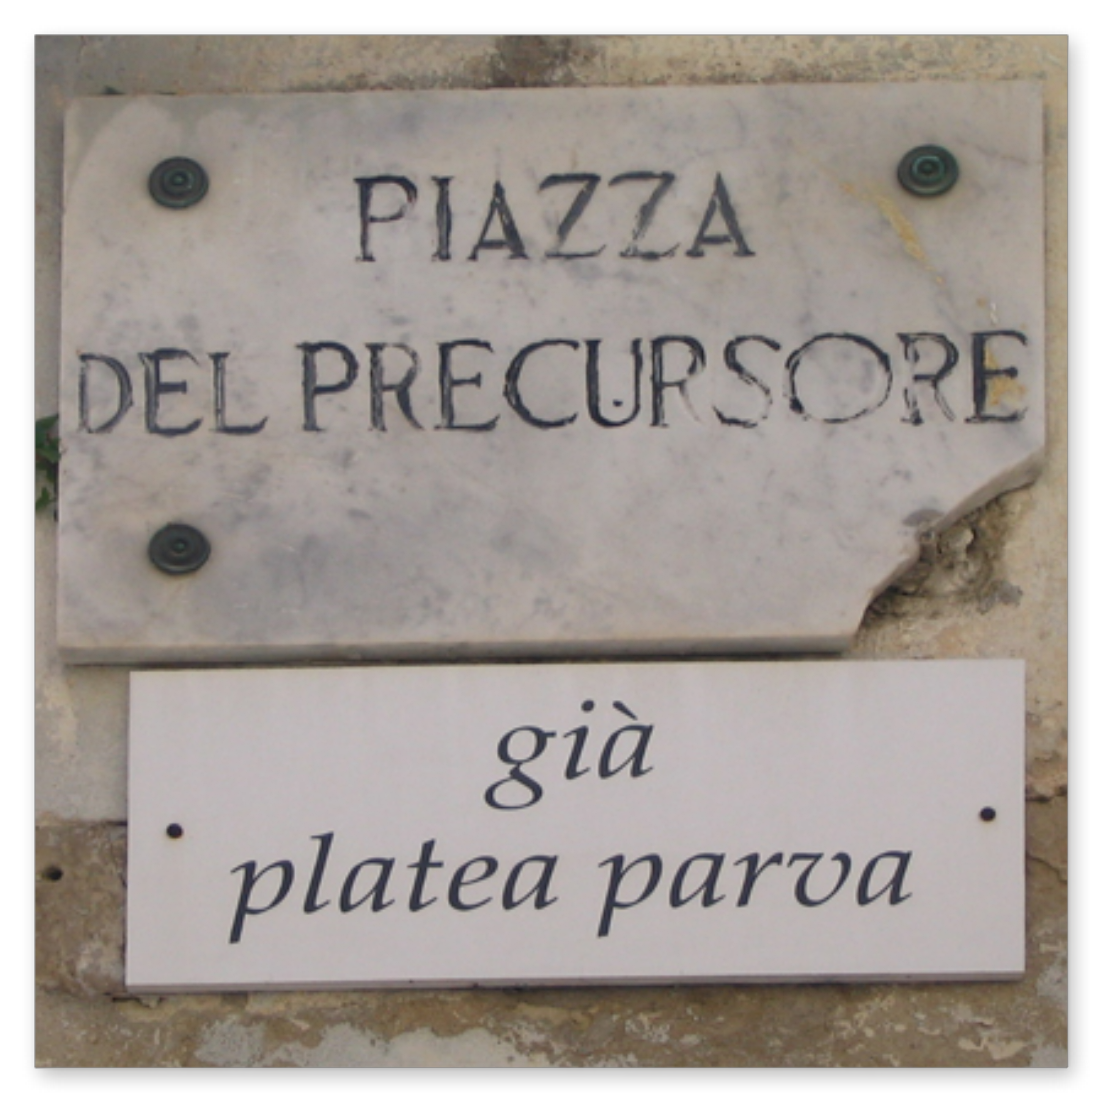 PIAZZA
DEL PRECURSORE
già
platea parva